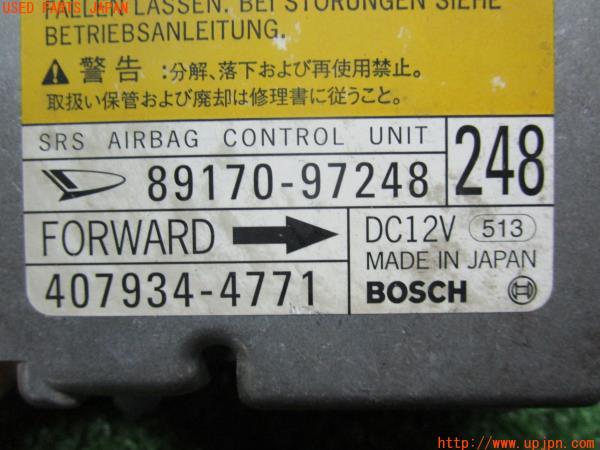 USED PARTS JAPAN
FALLEN LASSEN. BEI STÖRUNGEN SIEHE
BETRIEBSANLEITUNG.
警告:分解、落下および再使用禁止。
取扱い保管および廃却は修理書に従うこと。
SRS AIRBAG CONTROL UNIT
89170-97248
248
FORWARD
DC12V 513
MADE IN JAPAN
407934-4771
BOSCH
http://www.upjpn.com/